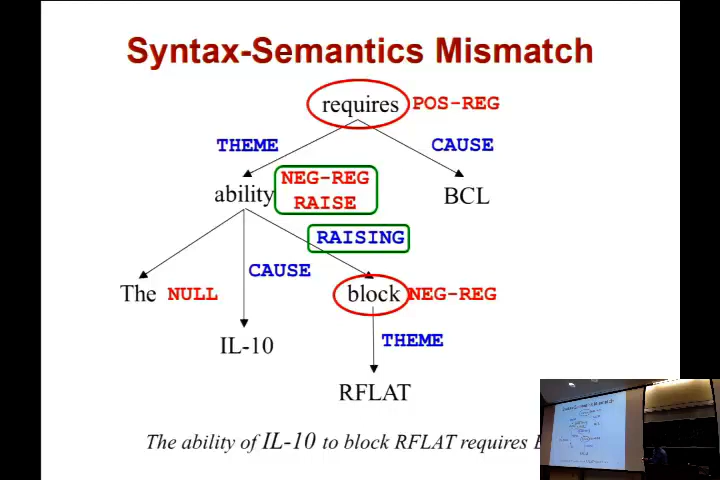 Syntax-Semantics Mismatch
requires POS-REG
THEME CAUSE
ability NEG-REG RAISE BCL
RAISING
CAUSE
The NULL block NEG-REG
THEME
IL-10
RFLAT
The ability of IL-10 to block RFLAT requires